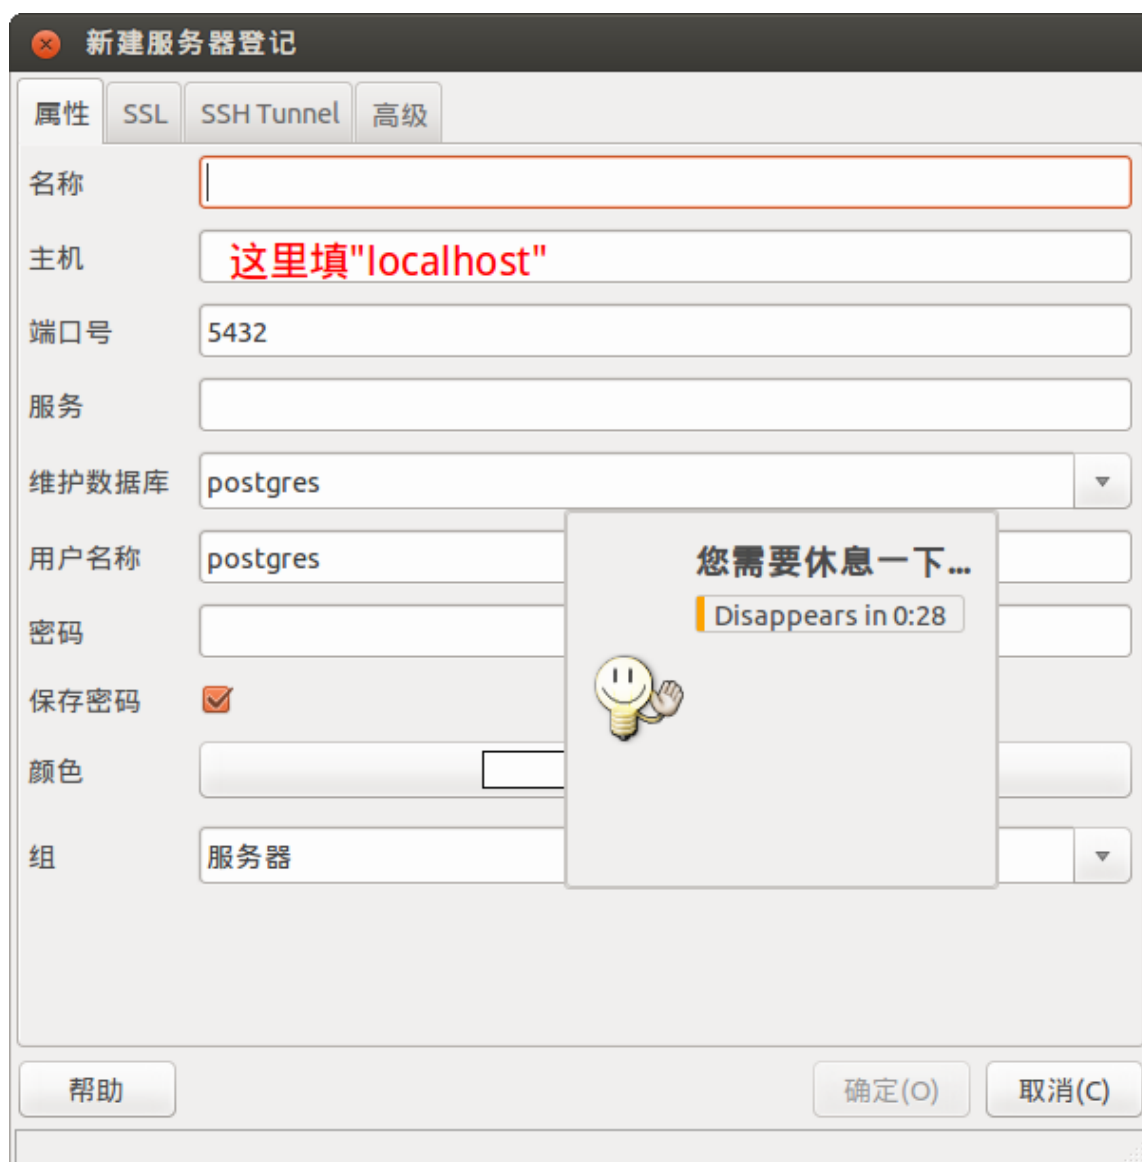 新建服务器登记
属性 SSL SSH Tunnel 高级
名称
主机 这里填"localhost"
端口号 5432
服务
维护数据库 postgres
用户名称 postgres
您需要休息一下...
Disappears in 0:28
密码
保存密码
颜色
组 服务器
帮助 确定(O) 取消(C)